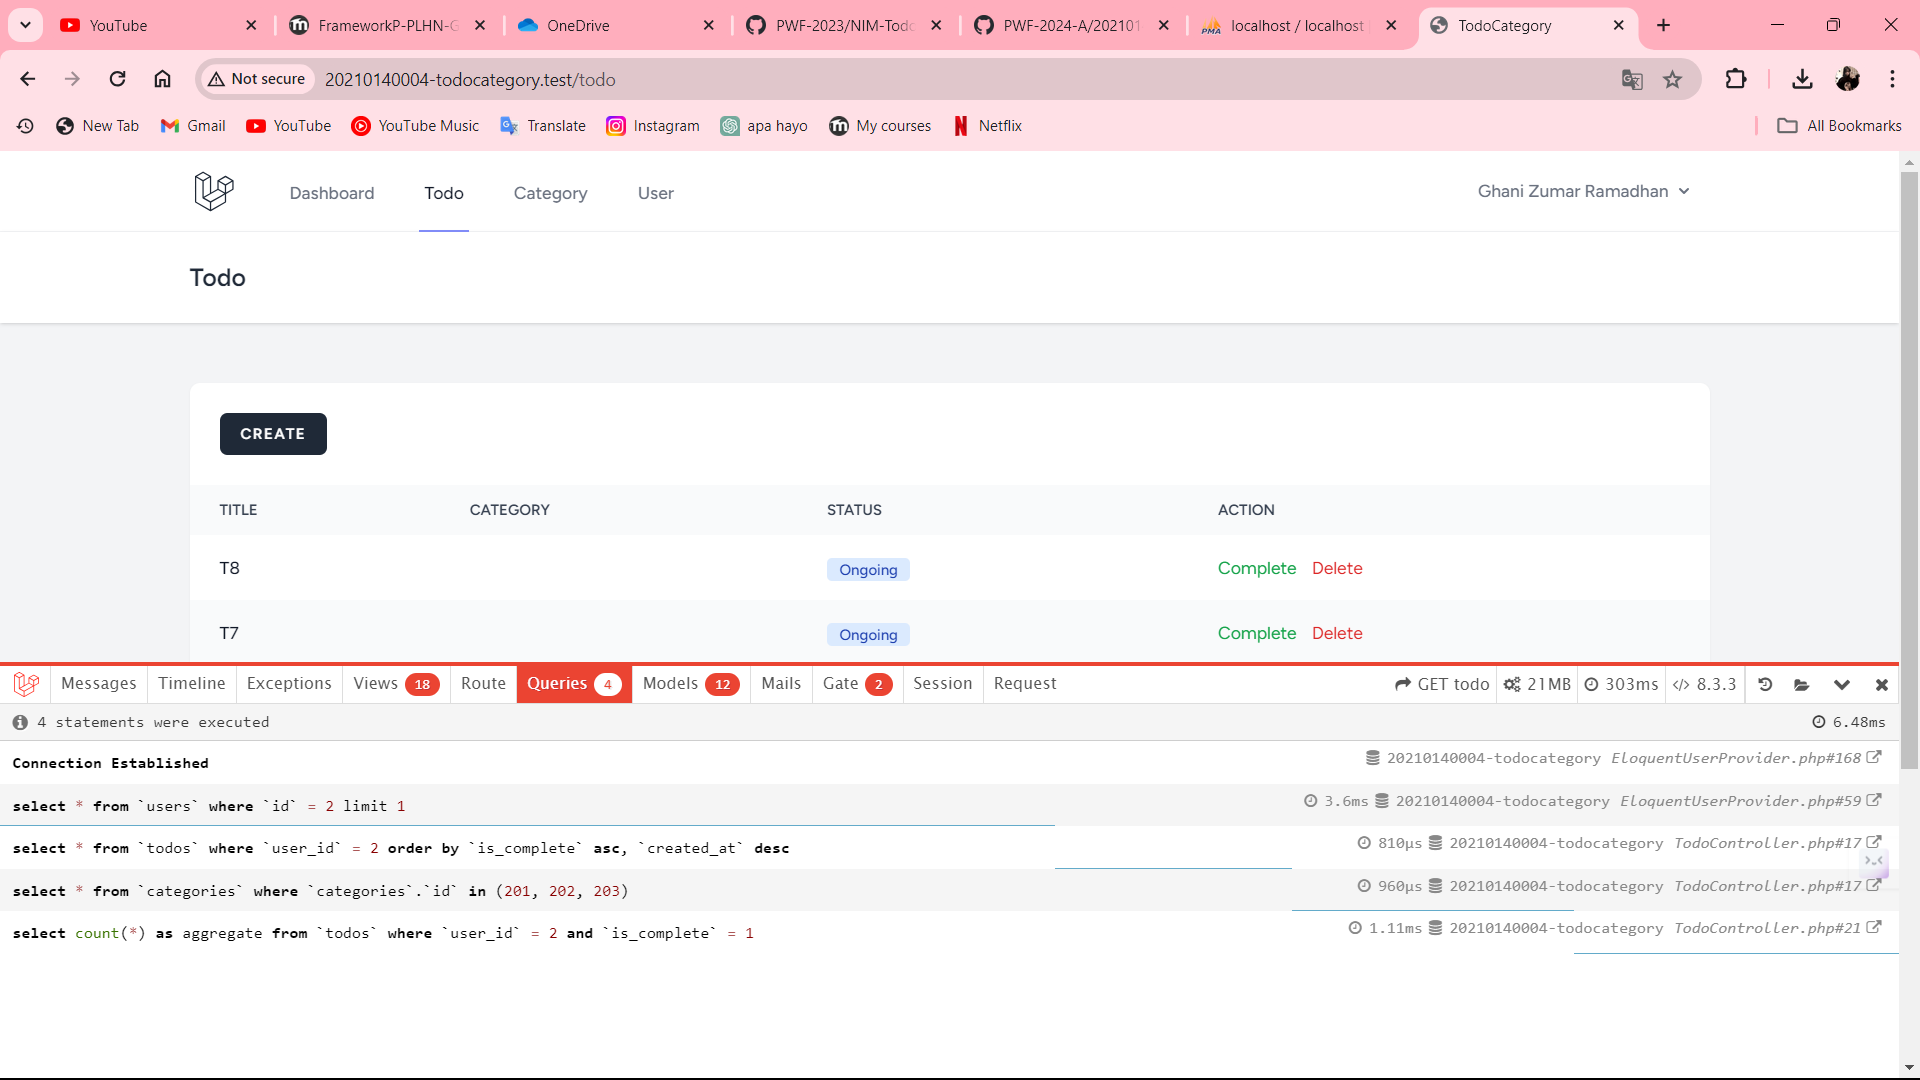 YouTube
FrameworkP-PLHN-G
OneDrive
PWF-2023/NIM-Todo
PWF-2024-A/202101
PMA localhost / localhost
TodoCategory
Not secure 20210140004-todocategory.test/todo
New Tab Gmail YouTube YouTube Music Translate Instagram apa hayo My courses Netflix All Bookmarks
Dashboard Todo Category User Ghani Zumar Ramadhan
Todo
CREATE
TITLE CATEGORY STATUS ACTION
T8 Ongoing Complete Delete
T7 Ongoing Complete Delete
Messages Timeline Exceptions Views 18 Route Queries 4 Models 12 Mails Gate 2 Session Request GET todo 21MB 303ms </> 8.3.3
4 statements were executed 6.48ms
Connection Established 20210140004-todocategory EloquentUserProvider.php#168
select * from `users` where `id` = 2 limit 1 3.6ms 20210140004-todocategory EloquentUserProvider.php#59
select * from `todos` where `user_id` = 2 order by `is_complete` asc, `created_at` desc 810μs 20210140004-todocategory TodoController.php#17
select * from `categories` where `categories`.`id` in (201, 202, 203) 960μs 20210140004-todocategory TodoController.php#17
select count(*) as aggregate from `todos` where `user_id` = 2 and `is_complete` = 1 1.11ms 20210140004-todocategory TodoController.php#21